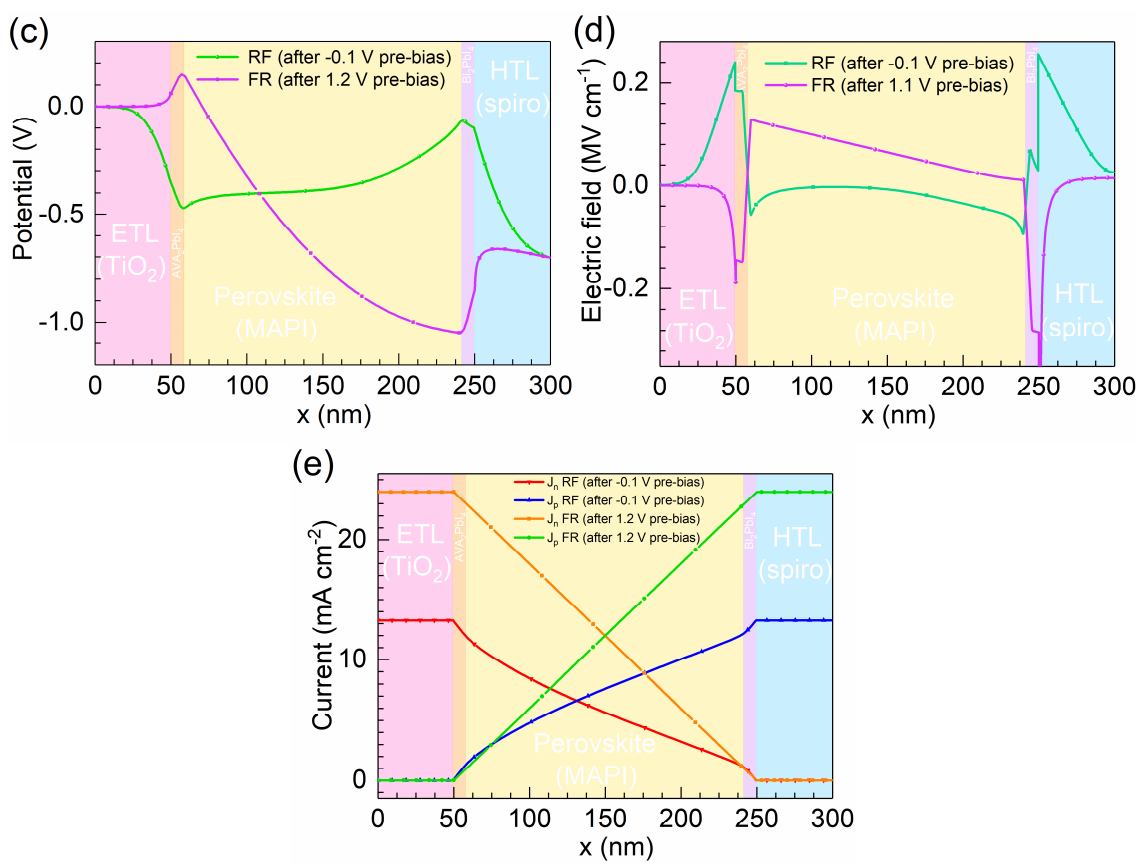 (c)
RF (after -0.1 V pre-bias)
FR (after 1.2 V pre-bias)
0.0
-0.5
-1.0
Potential (V)
ETL
(TiO2)
AVA2PbI4
Perovskite
(MAPI)
BI2PbI4
HTL
(spiro)
0 50 100 150 200 250 300
x (nm)
(d)
RF (after -0.1 V pre-bias)
FR (after 1.1 V pre-bias)
0.2
0.0
-0.2
Electric field (MV cm-1)
ETL
(TiO2)
Perovskite
(MAPI)
HTL
(spiro)
0 50 100 150 200 250 300
x (nm)
(e)
Jn RF (after -0.1 V pre-bias)
Jp RF (after -0.1 V pre-bias)
Jn FR (after 1.2 V pre-bias)
Jp FR (after 1.2 V pre-bias)
20
10
0
Current (mA cm-2)
ETL
(TiO2)
Perovskite
(MAPI)
HTL
(spiro)
0 50 100 150 200 250 300
x (nm)